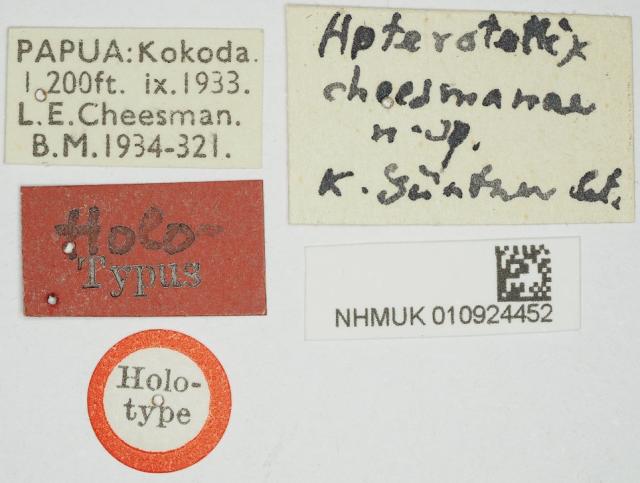 PAPUA: Kokoda.
1,200ft. ix.1933.
L.E.Cheesman.
B.M.1934-321.
Apterotettix
cheesmanae
n. sp.
K. Günther det.
Holo-
Typus
NHMUK 010924452
Holo-
type